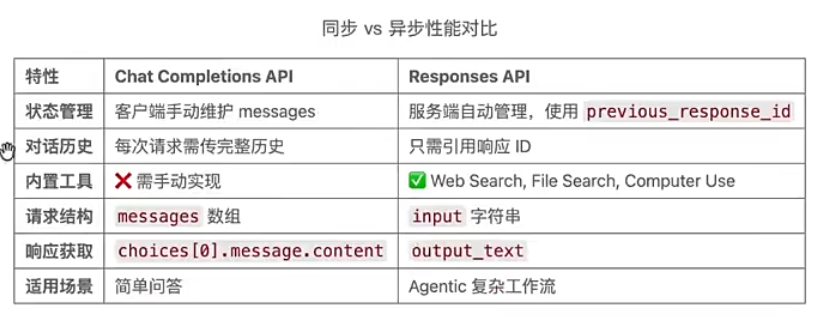 同步 vs 异步性能对比
特性 Chat Completions API Responses API
状态管理 客户端手动维护 messages 服务端自动管理，使用 previous_response_id
对话历史 每次请求需传完整历史 只需引用响应 ID
内置工具 ❌ 需手动实现 ✅ Web Search, File Search, Computer Use
请求结构 messages 数组 input 字符串
响应获取 choices[0].message.content output_text
适用场景 简单问答 Agentic 复杂工作流